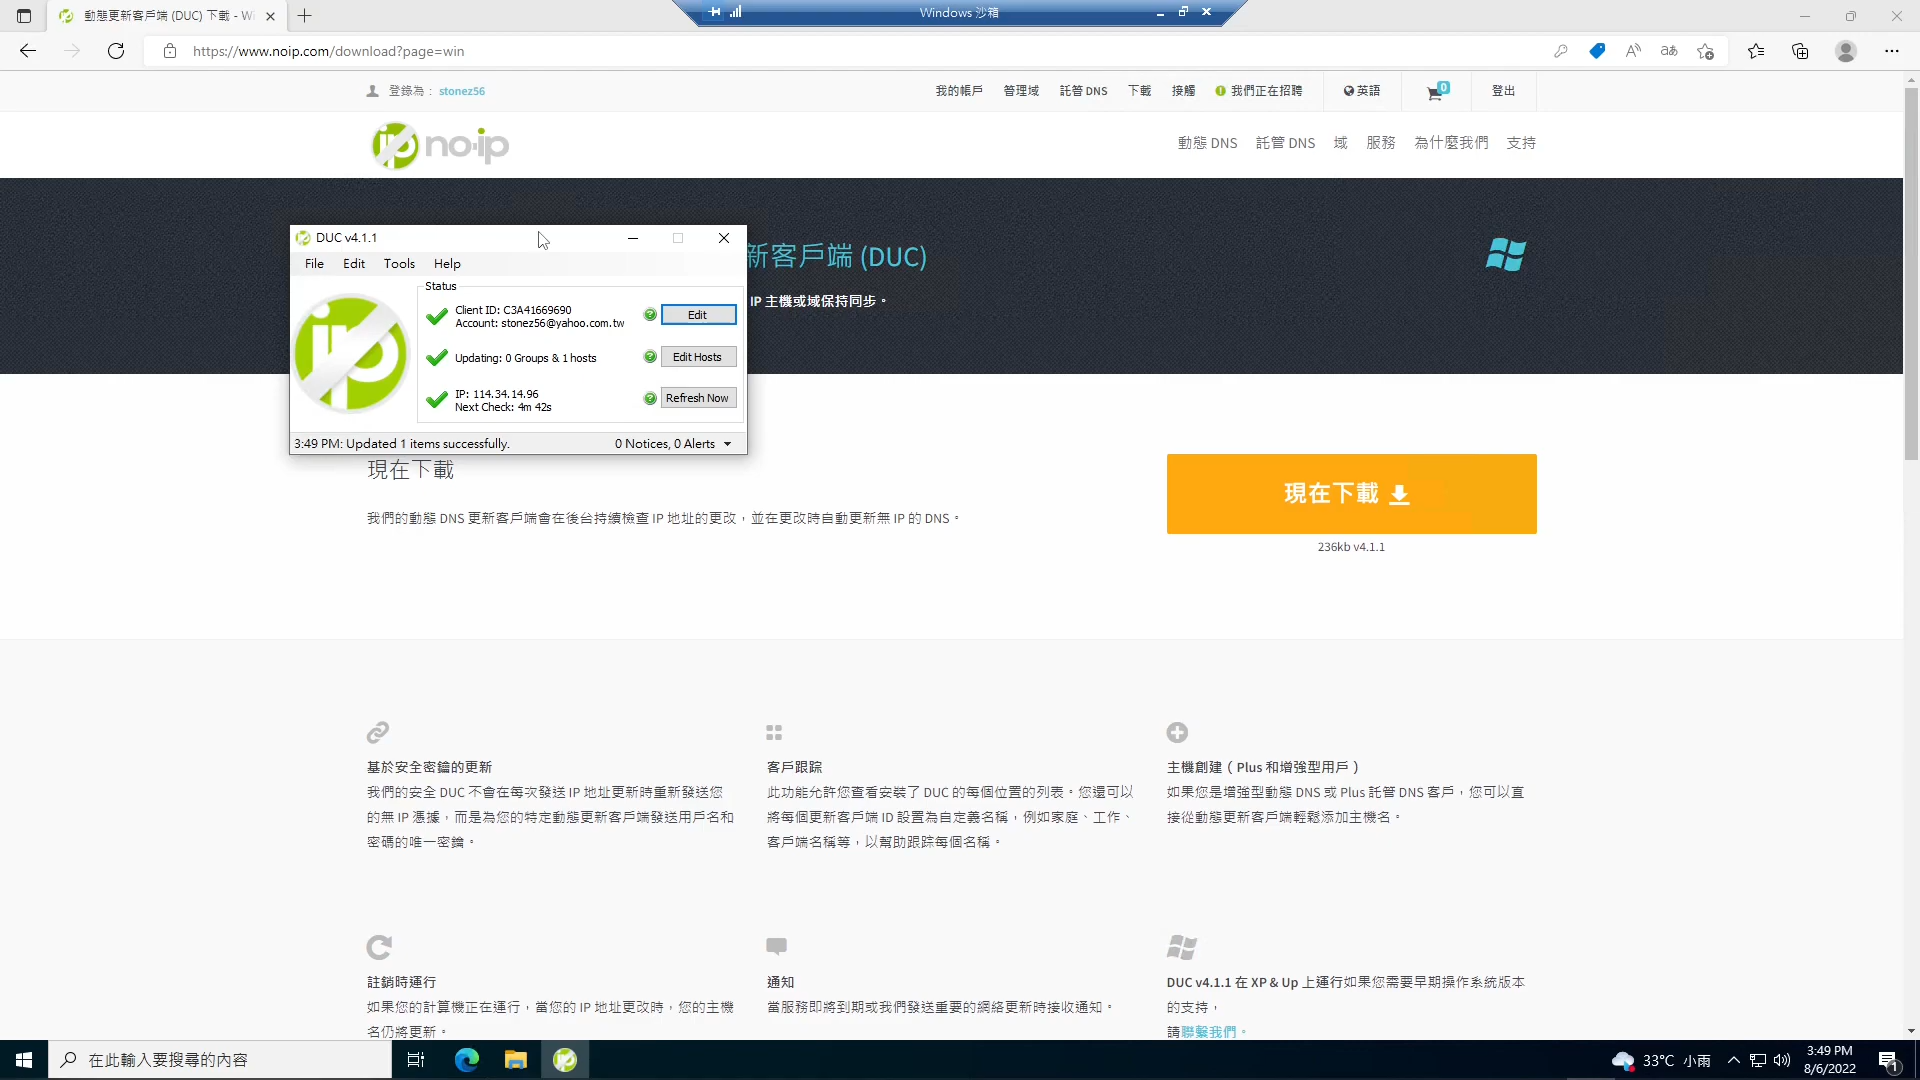 動態更新客戶端 (DUC) 下載 - Wi
Windows 沙箱
https://www.noip.com/download?page=win
登錄為：stonez56
我的帳戶 管理域 託管 DNS 下載 接觸 我們正在招聘 英語 0 登出
no-ip
動態 DNS 託管 DNS 域 服務 為什麼我們 支持
新客戶端 (DUC)
IP 主機或域保持同步。
DUC v4.1.1
File Edit Tools Help
Status
Client ID: C3A41669690
Account: stonez56@yahoo.com.tw
Edit
Updating: 0 Groups & 1 hosts
Edit Hosts
IP: 114.34.14.96
Next Check: 4m 42s
Refresh Now
3:49 PM: Updated 1 items successfully.
0 Notices, 0 Alerts
現在下載
我們的動態 DNS 更新客戶端會在後台持續檢查 IP 地址的更改，並在更改時自動更新無 IP 的 DNS。
現在下載
236kb v4.1.1
基於安全密鑰的更新
我們的安全 DUC 不會在每次發送 IP 地址更新時重新發送您
的無 IP 憑據，而是為您的特定動態更新客戶端發送用戶名和
密碼的唯一密鑰。
客戶跟踪
此功能允許您查看安裝了 DUC 的每個位置的列表。您還可以
將每個更新客戶端 ID 設置為自定義名稱，例如家庭、工作、
客戶端名稱等，以幫助跟踪每個名稱。
主機創建（Plus 和增強型用戶）
如果您是增強型動態 DNS 或 Plus 託管 DNS 客戶，您可以直
接從動態更新客戶端輕鬆添加主機名。
註銷時運行
如果您的計算機正在運行，當您的 IP 地址更改時，您的主機
名仍將更新。
通知
當服務即將到期或我們發送重要的網絡更新時接收通知。
DUC v4.1.1 在 XP & Up 上運行如果您需要早期操作系統版本
的支持，
請聯繫我們。
在此輸入要搜尋的內容
33°C 小雨
3:49 PM
8/6/2022
1